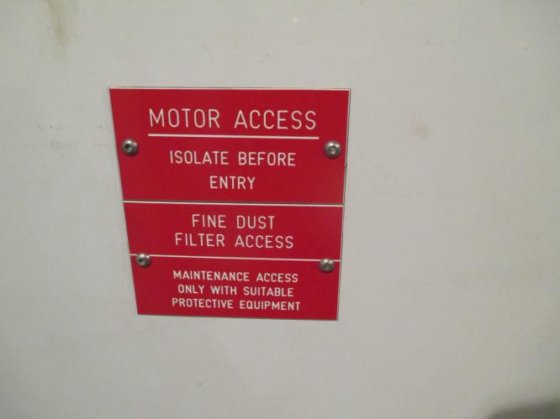 MOTOR ACCESS
ISOLATE BEFORE
ENTRY
FINE DUST
FILTER ACCESS
MAINTENANCE ACCESS
ONLY WITH SUITABLE
PROTECTIVE EQUIPMENT